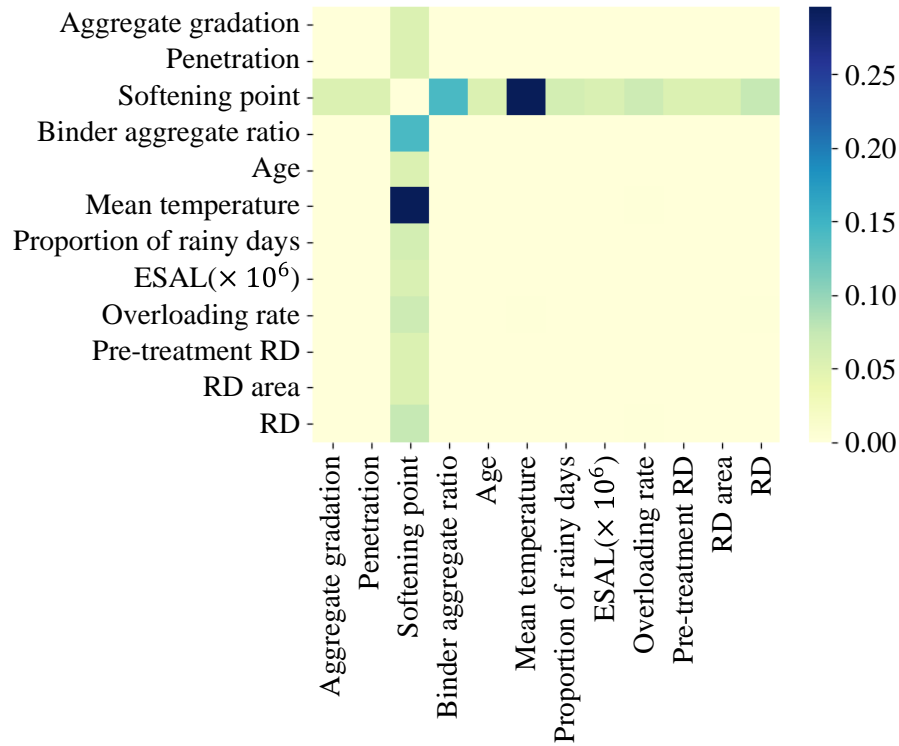 Aggregate gradation
Penetration
Softening point
Binder aggregate ratio
Age
Mean temperature
Proportion of rainy days
ESAL(× 10⁶)
Overloading rate
Pre-treatment RD
RD area
RD
Aggregate gradation
Penetration
Softening point
Binder aggregate ratio
Age
Mean temperature
Proportion of rainy days
ESAL(× 10⁶)
Overloading rate
Pre-treatment RD
RD area
RD
0.25
0.20
0.15
0.10
0.05
0.00